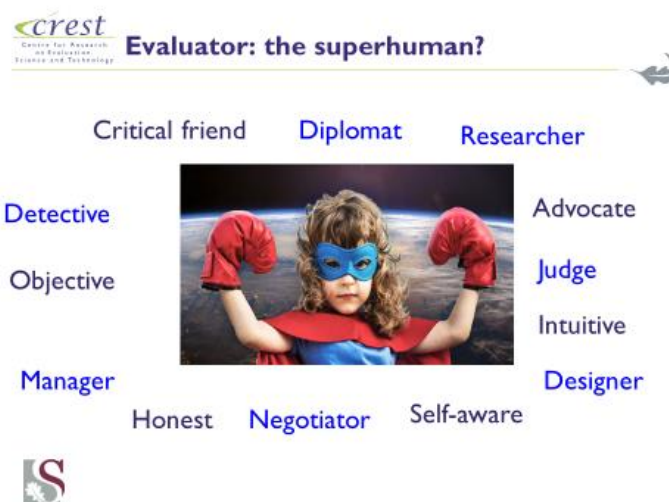 crest
Centre for Research
on Evaluation,
Science and Technology
Evaluator: the superhuman?
Critical friend Diplomat Researcher
Detective Advocate
Objective Judge
Intuitive
Manager Designer
Honest Negotiator Self-aware
S